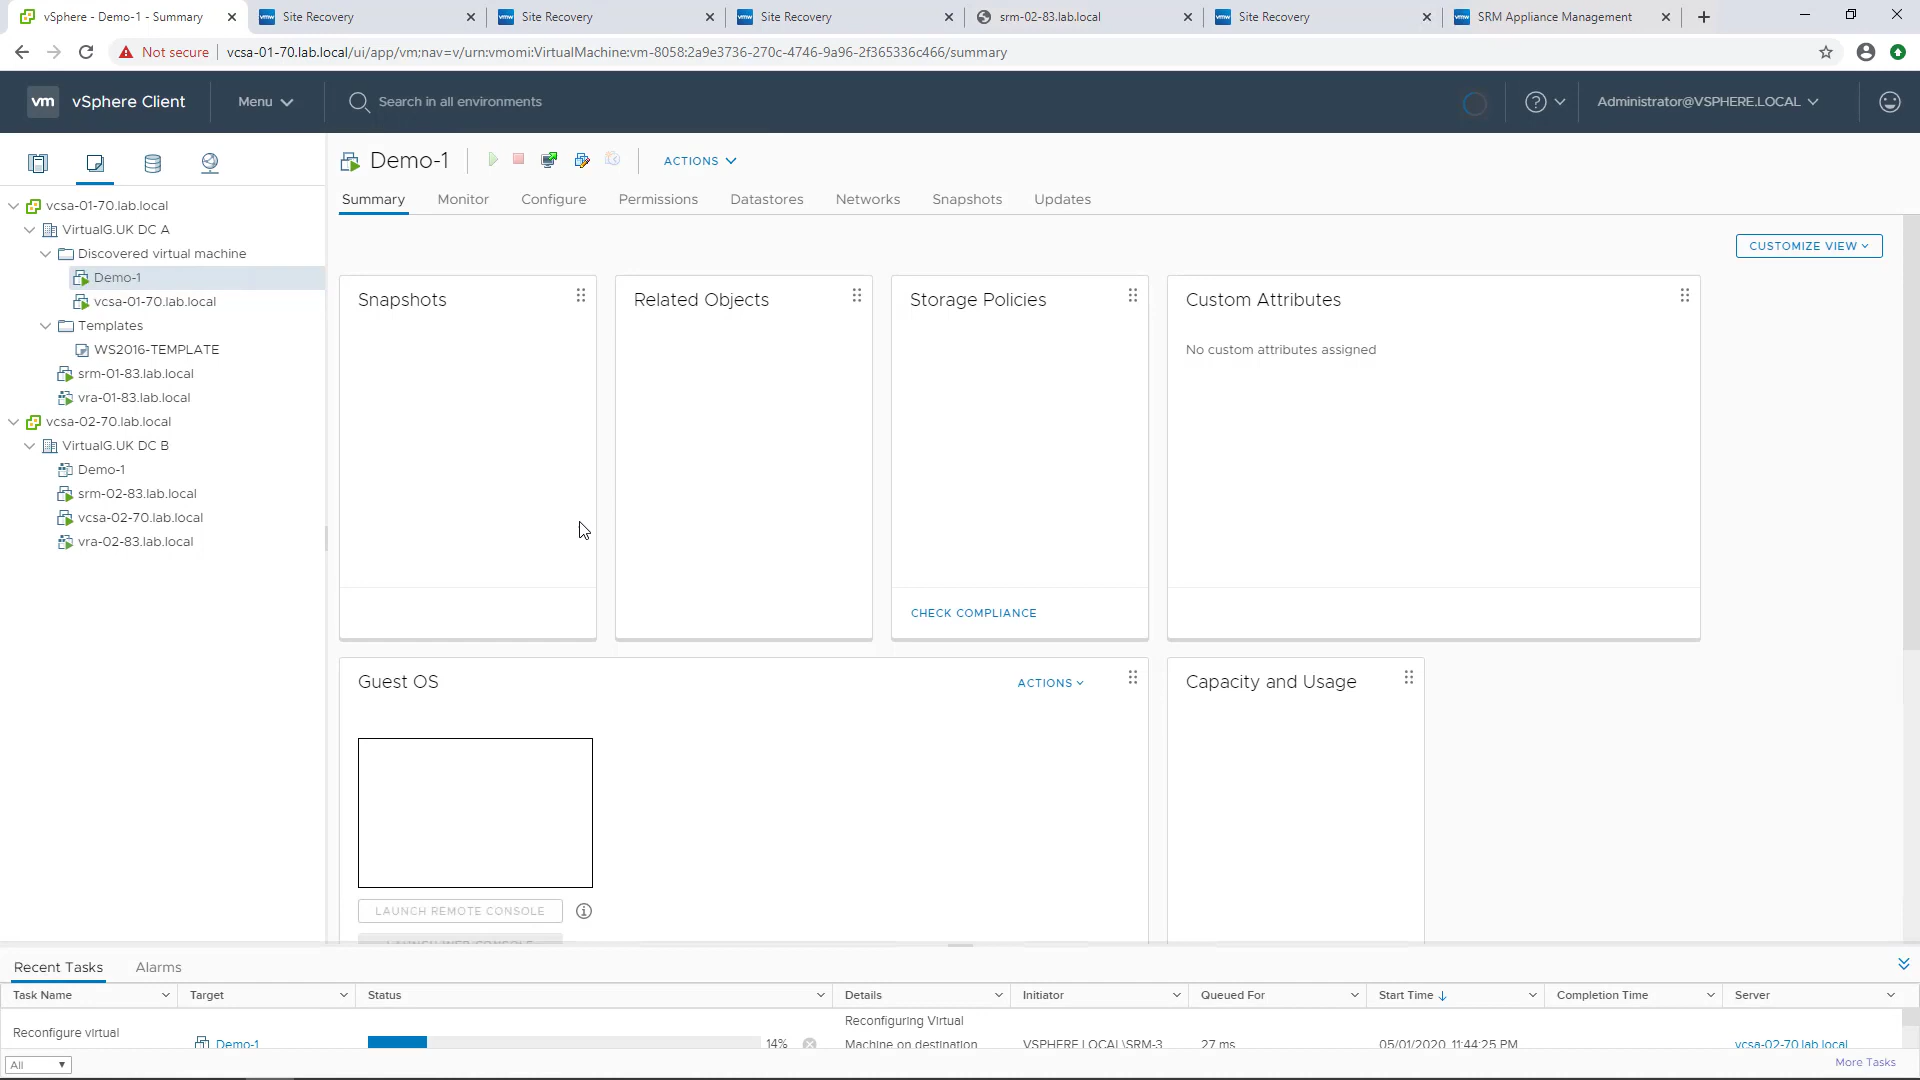 vSphere - Demo-1 - Summary
Site Recovery
Site Recovery
Site Recovery
srm-02-83.lab.local
Site Recovery
SRM Appliance Management
Not secure
vcsa-01-70.lab.local/ui/app/vm;nav=v/urn:vmomi:VirtualMachine:vm-8058:2a9e3736-270c-4746-9a96-2f365336c466/summary
vm vSphere Client
Menu
Search in all environments
Administrator@VSPHERE.LOCAL
Demo-1
ACTIONS
Summary
Monitor
Configure
Permissions
Datastores
Networks
Snapshots
Updates
CUSTOMIZE VIEW
vcsa-01-70.lab.local
VirtualG.UK DC A
Discovered virtual machine
Demo-1
vcsa-01-70.lab.local
Templates
WS2016-TEMPLATE
srm-01-83.lab.local
vra-01-83.lab.local
vcsa-02-70.lab.local
VirtualG.UK DC B
Demo-1
srm-02-83.lab.local
vcsa-02-70.lab.local
vra-02-83.lab.local
Snapshots
Related Objects
Storage Policies
CHECK COMPLIANCE
Custom Attributes
No custom attributes assigned
Guest OS
ACTIONS
LAUNCH REMOTE CONSOLE
LAUNCH WEB CONSOLE
Capacity and Usage
Recent Tasks
Alarms
Task Name
Target
Status
Details
Initiator
Queued For
Start Time
Completion Time
Server
Reconfigure virtual
Demo-1
14%
Reconfiguring Virtual
Machine on destination
VSPHERE.LOCAL\SRM-3
27 ms
05/01/2020, 11:44:25 PM
vcsa-02-70.lab.local
All
More Tasks